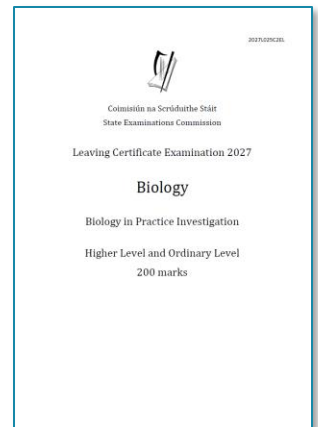 2027L025C2EL
Coimisiún na Scrúduithe Stáit
State Examinations Commission
Leaving Certificate Examination 2027
Biology
Biology in Practice Investigation
Higher Level and Ordinary Level
200 marks